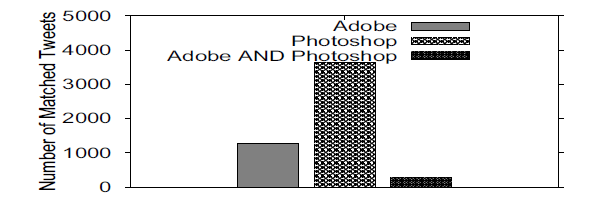 Number of Matched Tweets
5000
4000
3000
2000
1000
0
Adobe
Photoshop
Adobe AND Photoshop